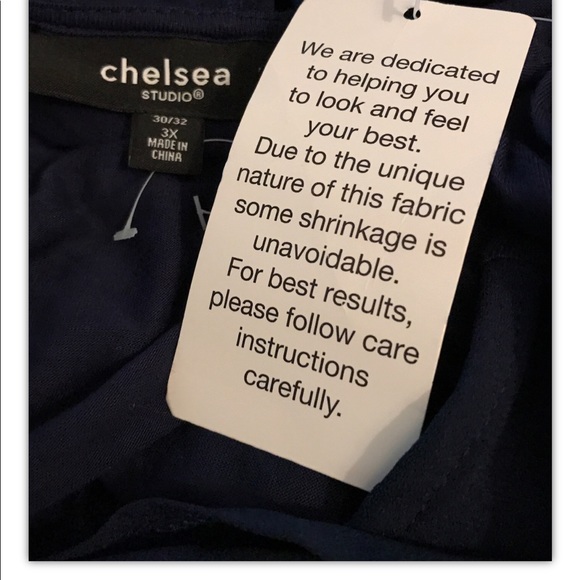 chelsea
STUDIO®
30/32
3X
MADE IN
CHINA
We are dedicated
to helping you
to look and feel
your best.
Due to the unique
nature of this fabric
some shrinkage is
unavoidable.
For best results,
please follow care
instructions
carefully.